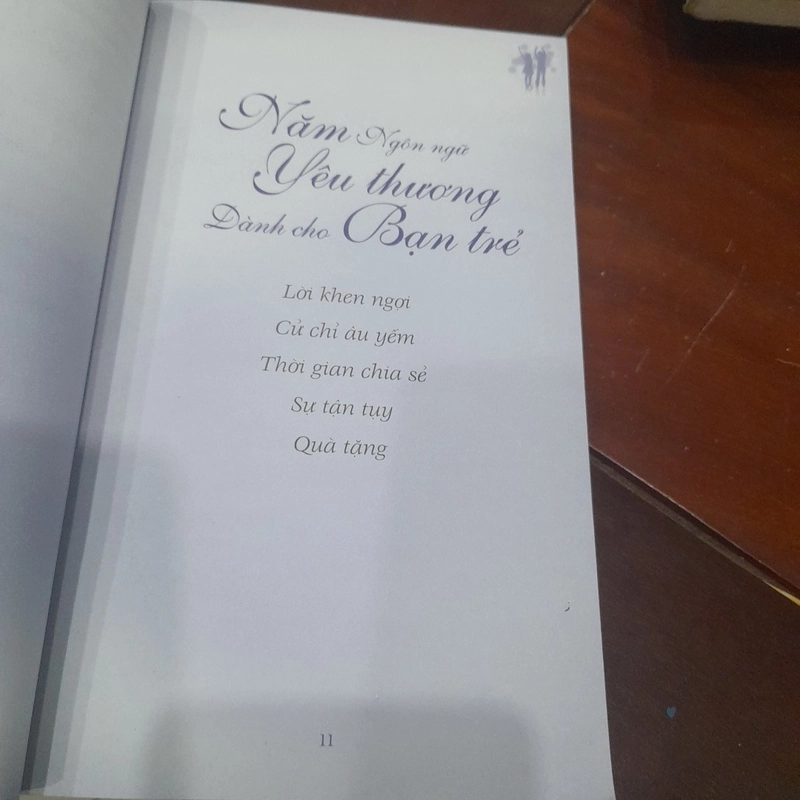 Năm Ngôn ngữ
Yêu thương
Dành cho Bạn trẻ
Lời khen ngợi
Cử chỉ âu yếm
Thời gian chia sẻ
Sự tận tụy
Quà tặng
11